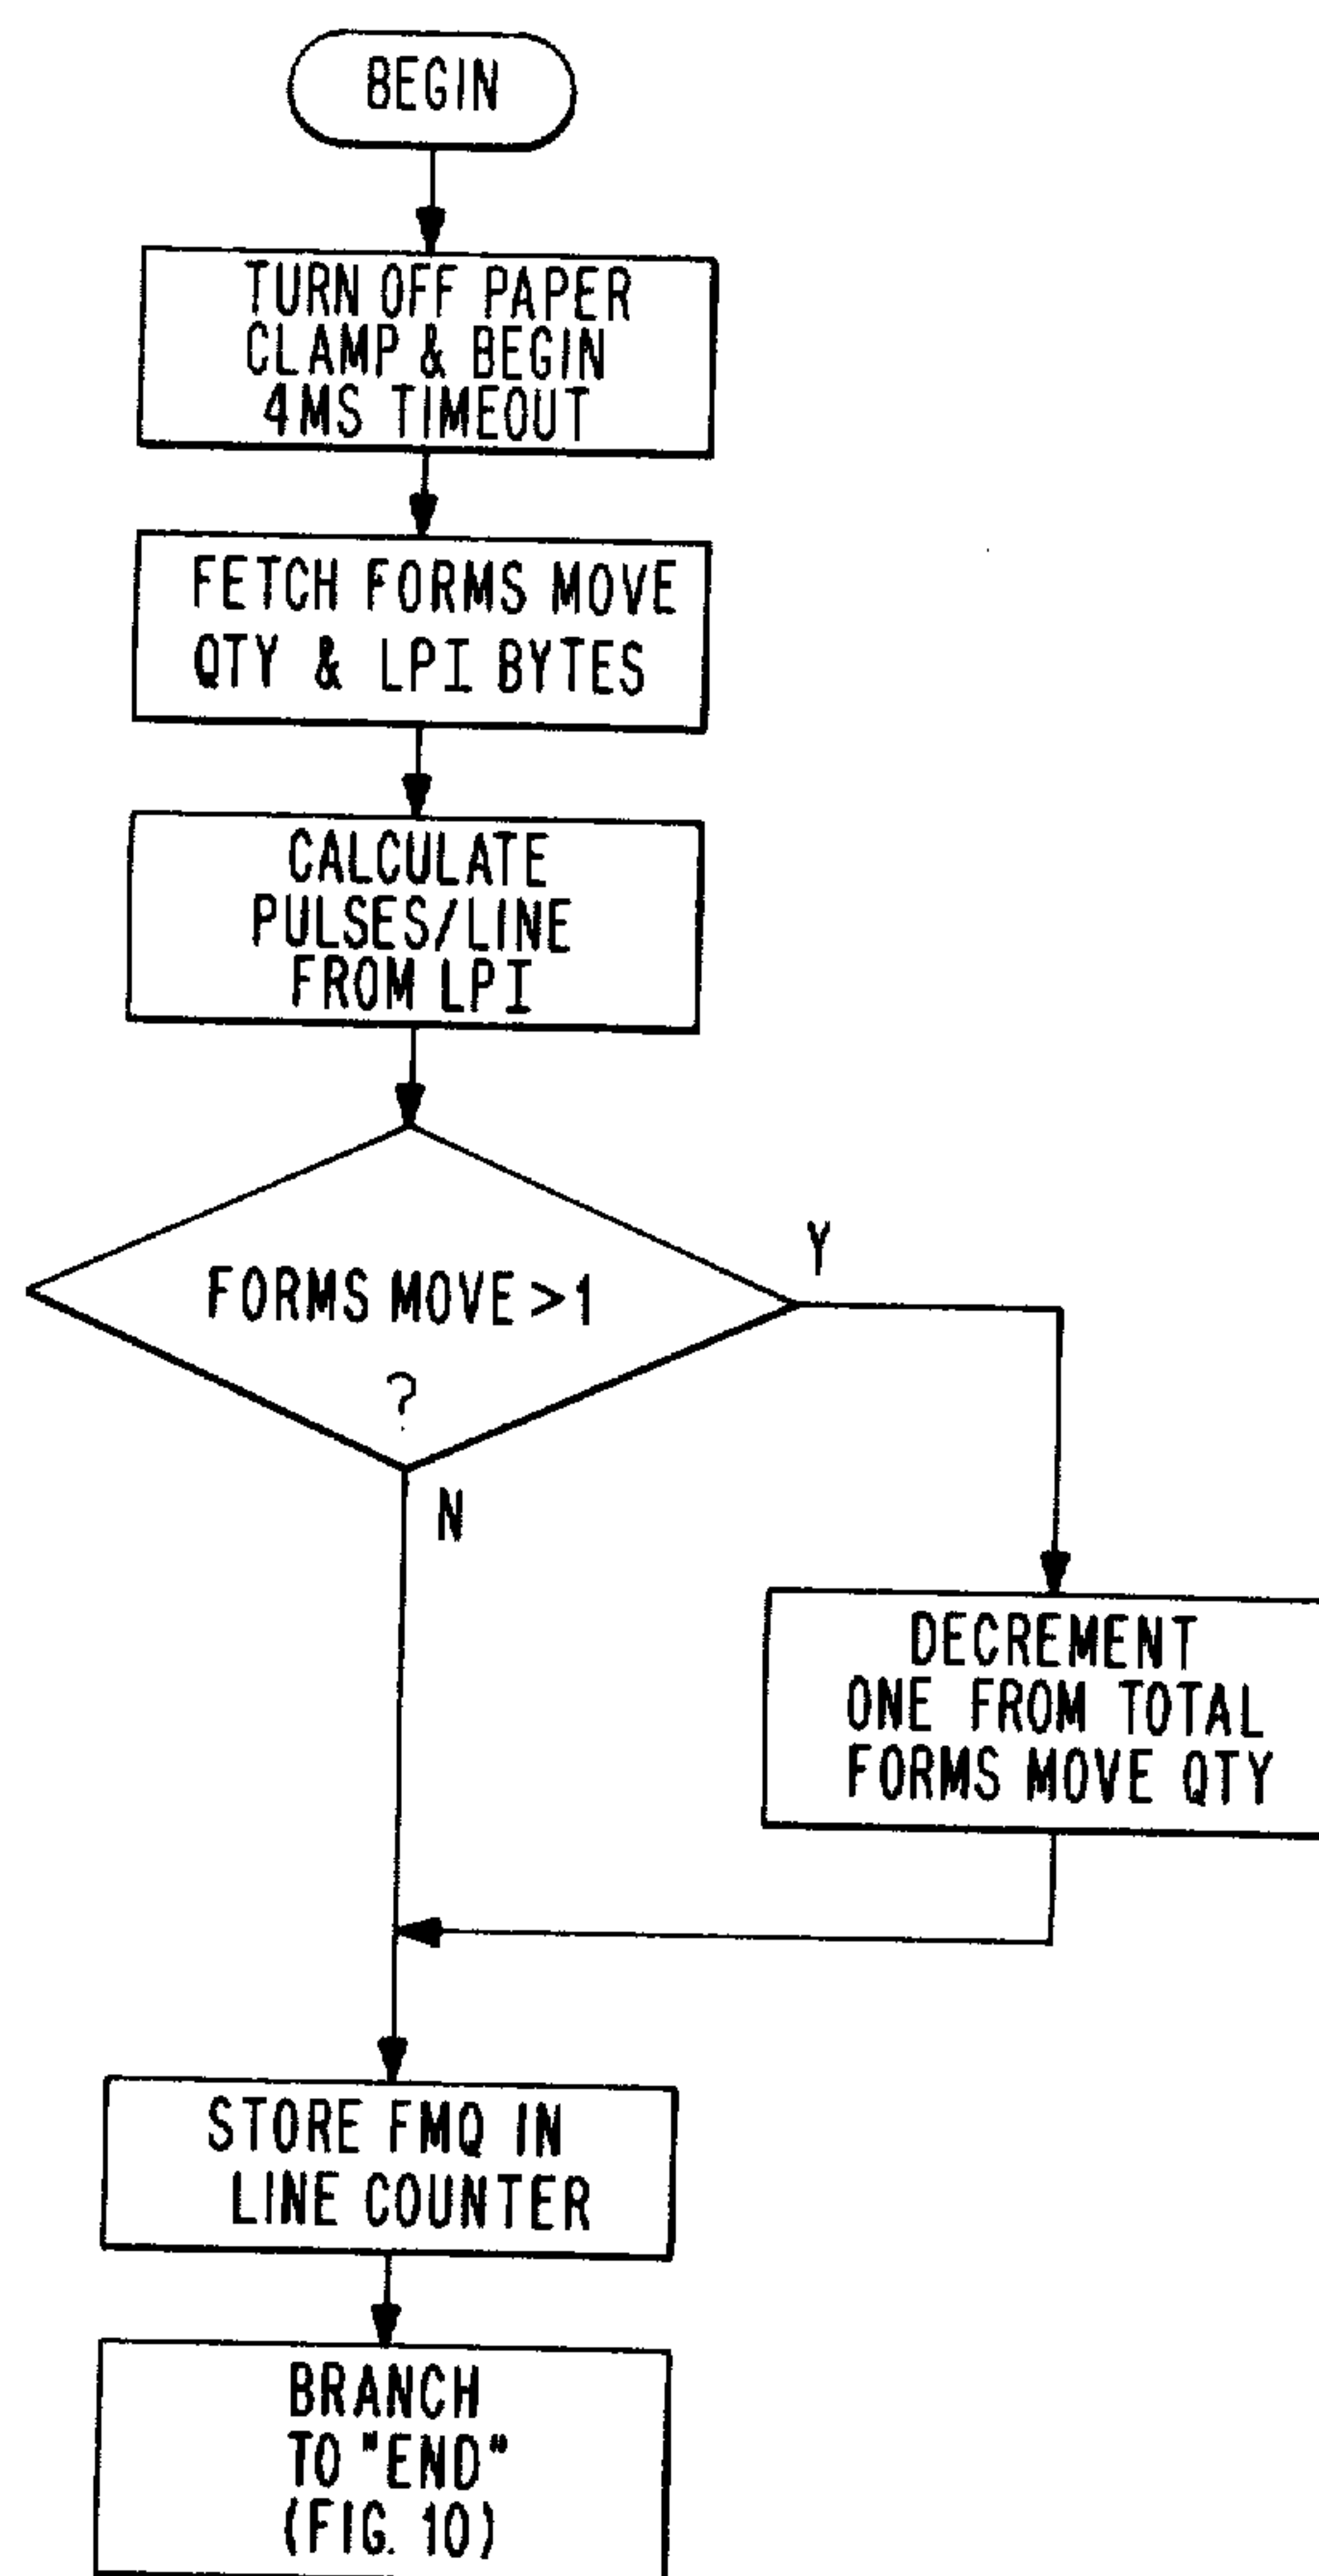 BEGIN
TURN OFF PAPER
CLAMP & BEGIN
4MS TIMEOUT
FETCH FORMS MOVE
QTY & LPI BYTES
CALCULATE
PULSES/LINE
FROM LPI
FORMS MOVE >1
?
Y
N
DECREMENT
ONE FROM TOTAL
FORMS MOVE QTY
STORE FMQ IN
LINE COUNTER
BRANCH
TO "END"
(FIG. 10)